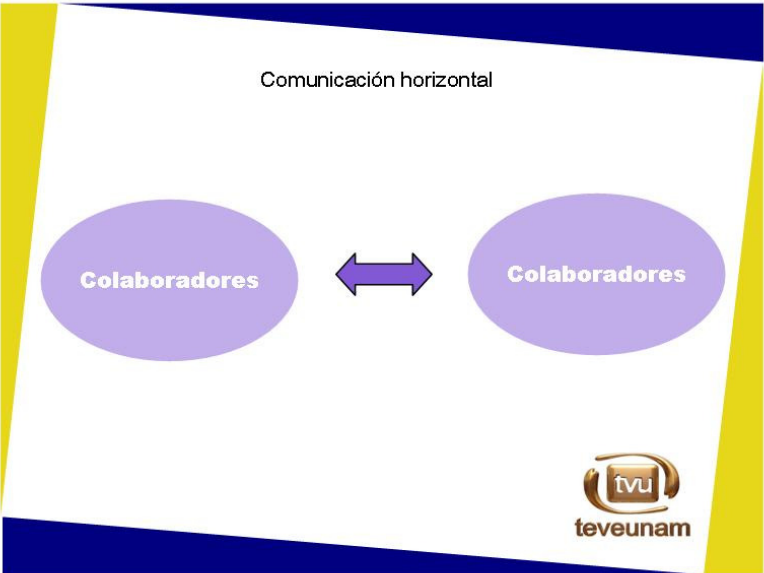 Comunicación horizontal
Colaboradores
Colaboradores
tvu
teveunam